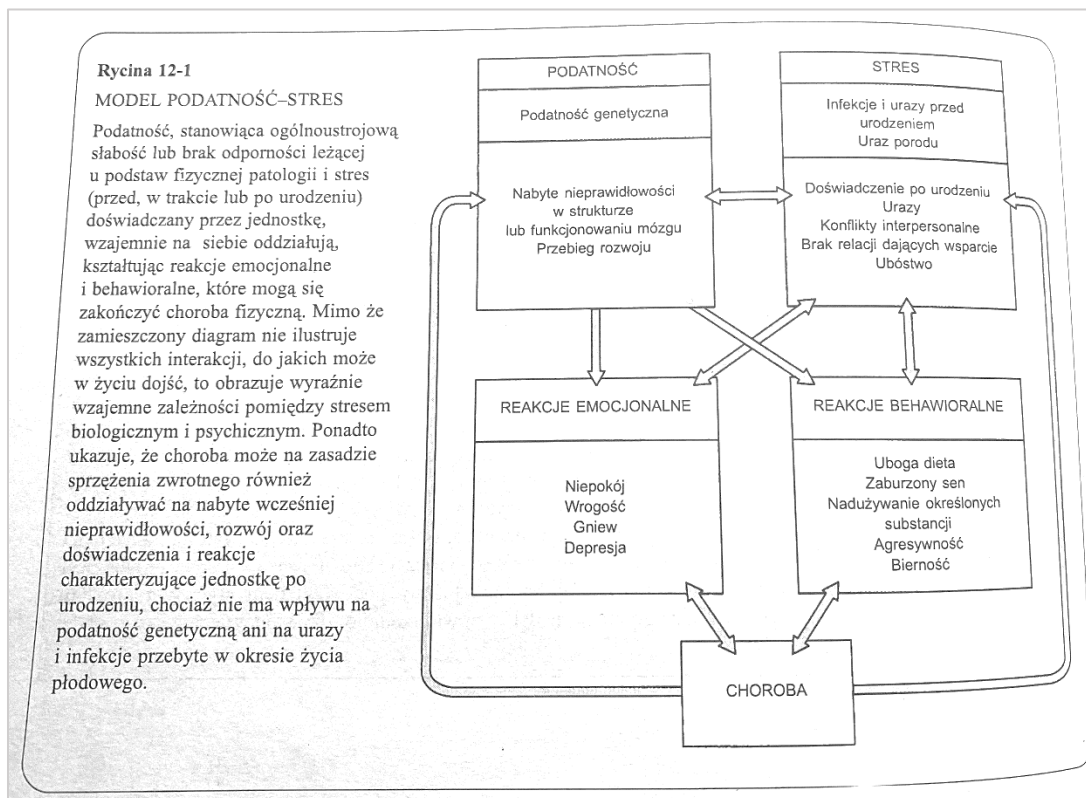 Rycina 12-1
MODEL PODATNOŚĆ–STRES
Podatność, stanowiąca ogólnoustrojową
słabość lub brak odporności leżącej
u podstaw fizycznej patologii i stres
(przed, w trakcie lub po urodzeniu)
doświadczany przez jednostkę,
wzajemnie na siebie oddziałują,
kształtując reakcje emocjonalne
i behawioralne, które mogą się
zakończyć choroba fizyczną. Mimo że
zamieszczony diagram nie ilustruje
wszystkich interakcji, do jakich może
w życiu dojść, to obrazuje wyraźnie
wzajemne zależności pomiędzy stresem
biologicznym i psychicznym. Ponadto
ukazuje, że choroba może na zasadzie
sprzężenia zwrotnego również
oddziaływać na nabyte wcześniej
nieprawidłowości, rozwój oraz
doświadczenia i reakcje
charakteryzujące jednostkę po
urodzeniu, chociaż nie ma wpływu na
podatność genetyczną ani na urazy
i infekcje przebyte w okresie życia
płodowego.
PODATNOŚĆ
Podatność genetyczna
Nabyte nieprawidłowości
w strukturze
lub funkcjonowaniu mózgu
Przebieg rozwoju
STRES
Infekcje i urazy przed
urodzeniem
Uraz porodu
Doświadczenie po urodzeniu
Urazy
Konflikty interpersonalne
Brak relacji dających wsparcie
Ubóstwo
REAKCJE EMOCJONALNE
Niepokój
Wrogość
Gniew
Depresja
REAKCJE BEHAWIORALNE
Uboga dieta
Zaburzony sen
Nadużywanie określonych
substancji
Agresywność
Bierność
CHOROBA